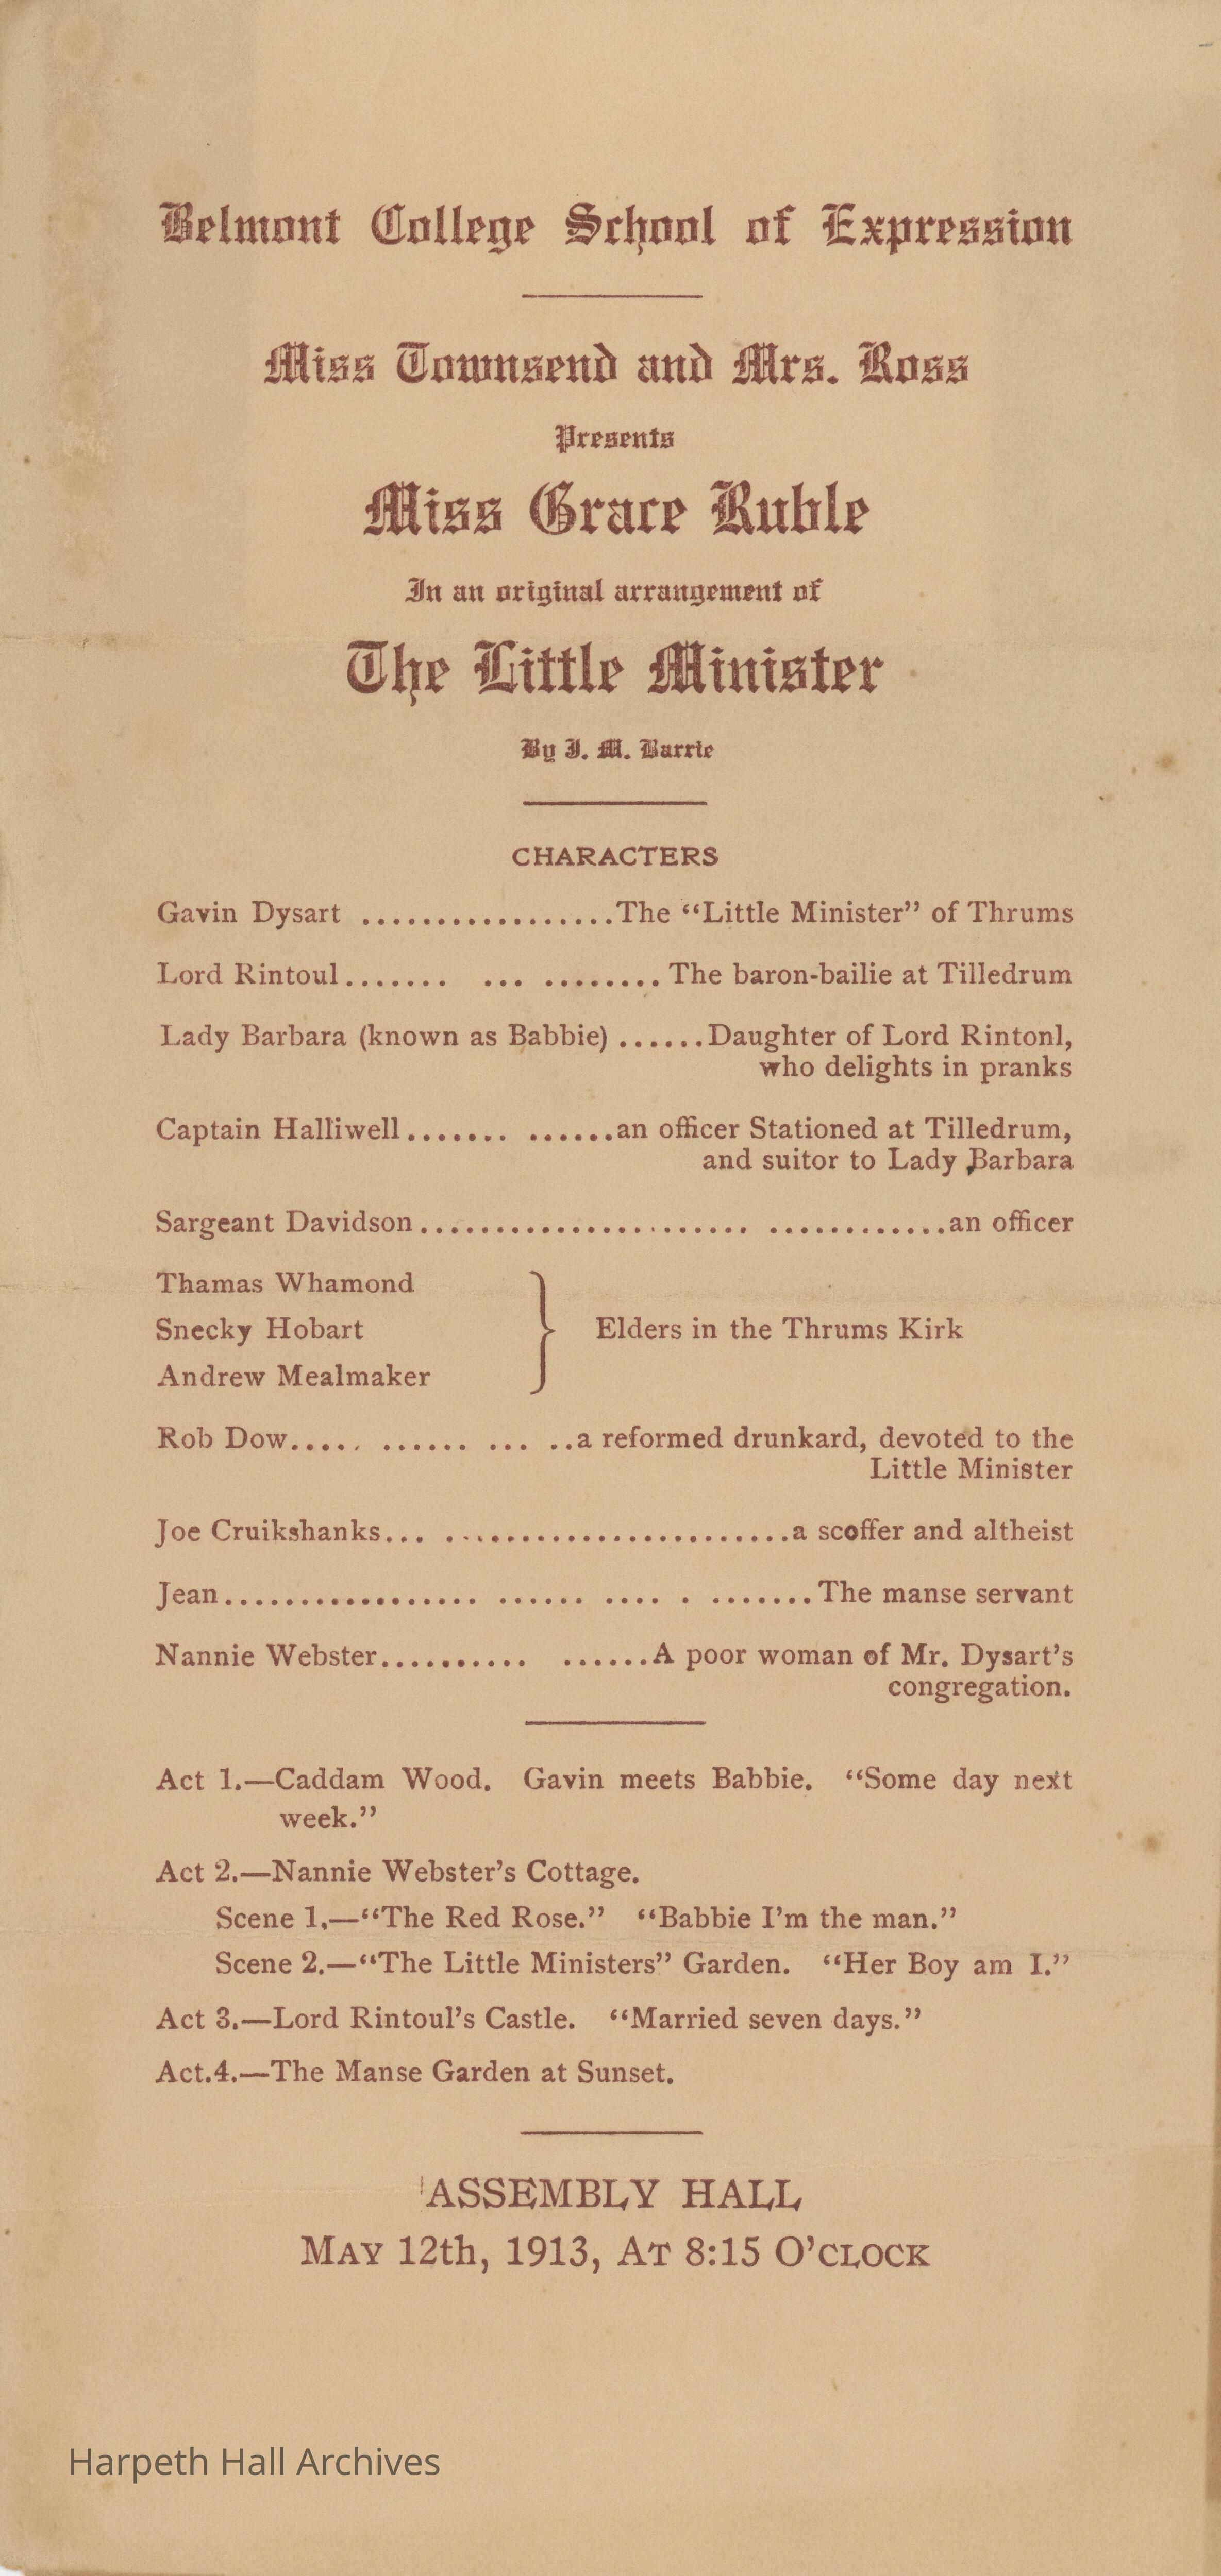 Belmont College School of Expression
Miss Townsend and Mrs. Ross
Presents
Miss Grace Ruble
In an original arrangement of
The Little Minister
By J. M. Barrie
CHARACTERS
Gavin Dysart ..................The “Little Minister” of Thrums
Lord Rintoul....... ... ........ The baron-bailie at Tilledrum
Lady Barbara (known as Babbie) ......Daughter of Lord Rintonl,
who delights in pranks
Captain Halliwell....... ......an officer Stationed at Tilledrum,
and suitor to Lady Barbara
Sargeant Davidson...................... ............an officer
Thamas Whamond
Snecky Hobart } Elders in the Thrums Kirk
Andrew Mealmaker
Rob Dow..... ...... ... ..a reformed drunkard, devoted to the
Little Minister
Joe Cruikshanks... .......................a scoffer and altheist
Jean................. ...... .... . .......The manse servant
Nannie Webster.......... ......A poor woman of Mr. Dysart’s
congregation.
Act 1.—Caddam Wood. Gavin meets Babbie. “Some day next
week.”
Act 2.—Nannie Webster’s Cottage.
Scene 1,—“The Red Rose.” “Babbie I’m the man.”
Scene 2.—“The Little Ministers” Garden. “Her Boy am I.”
Act 3.—Lord Rintoul’s Castle. “Married seven days.”
Act.4.—The Manse Garden at Sunset.
ASSEMBLY HALL
MAY 12th, 1913, AT 8:15 O’CLOCK
Harpeth Hall Archives